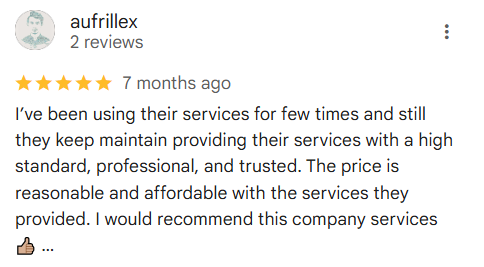 aufrillex
2 reviews
7 months ago
I’ve been using their services for few times and still
they keep maintain providing their services with a high
standard, professional, and trusted. The price is
reasonable and affordable with the services they
provided. I would recommend this company services
👍🏽 ...